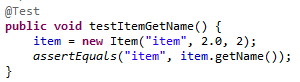 @Test
public void testItemGetName() {
    item = new Item("item", 2.0, 2);
    assertEquals("item", item.getName());
}